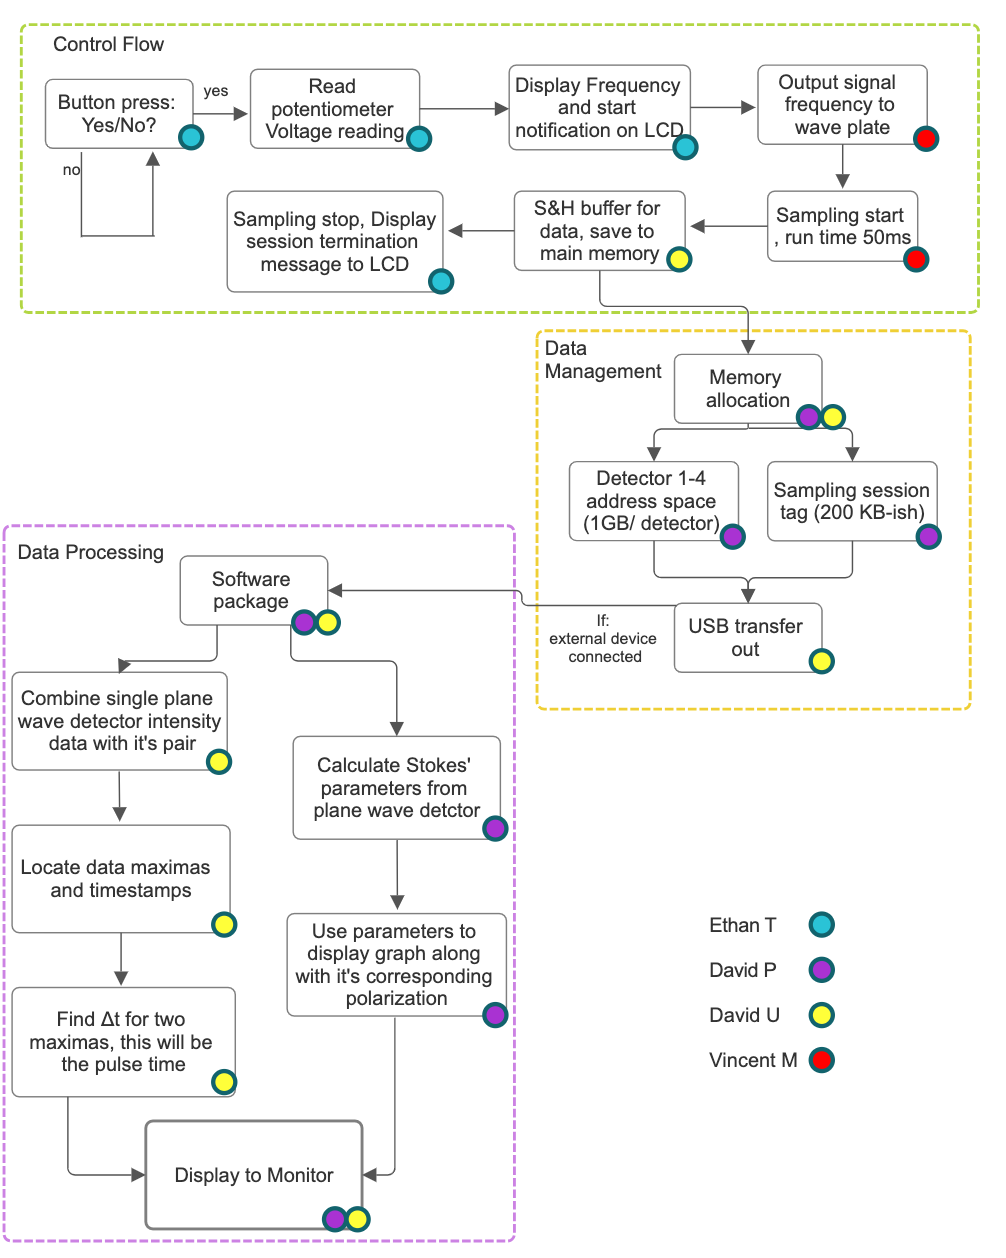 Control Flow
Button press:
Yes/No?
yes
no
Read
potentiometer
Voltage reading
Display Frequency
and start
notification on LCD
Output signal
frequency to
wave plate
Sampling start
, run time 50ms
S&H buffer for
data, save to
main memory
Sampling stop, Display
session termination
message to LCD
Data
Management
Memory
allocation
Detector 1-4
address space
(1GB/ detector)
Sampling session
tag (200 KB-ish)
USB transfer
out
If:
external device
connected
Data Processing
Software
package
Combine single plane
wave detector intensity
data with it's pair
Locate data maximas
and timestamps
Find Δt for two
maximas, this will be
the pulse time
Calculate Stokes'
parameters from
plane wave detctor
Use parameters to
display graph along
with it's corresponding
polarization
Display to Monitor
Ethan T
David P
David U
Vincent M